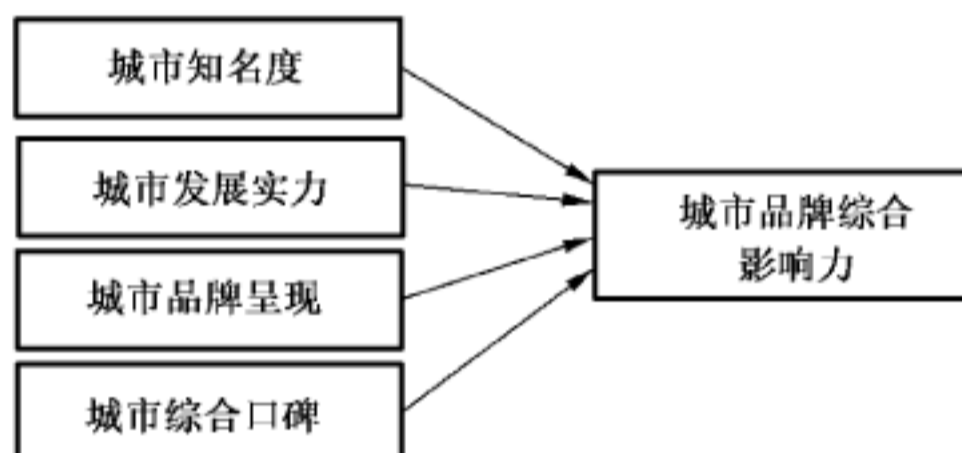 城市知名度
城市发展实力
城市品牌综合
影响力
城市品牌呈现
城市综合口碑